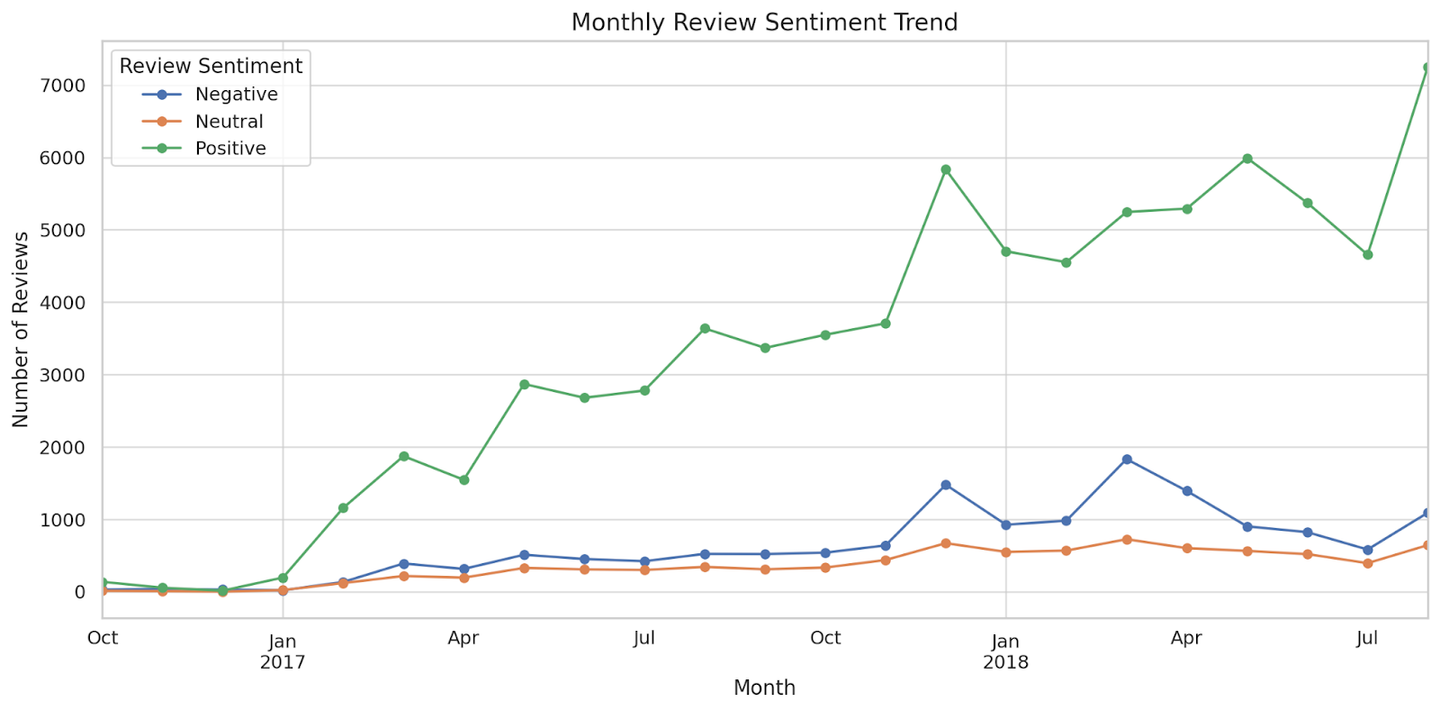 Monthly Review Sentiment Trend
Review Sentiment
Negative
Neutral
Positive
Number of Reviews
7000
6000
5000
4000
3000
2000
1000
0
Oct Jan Apr Jul Oct Jan Apr Jul
2017 2018
Month